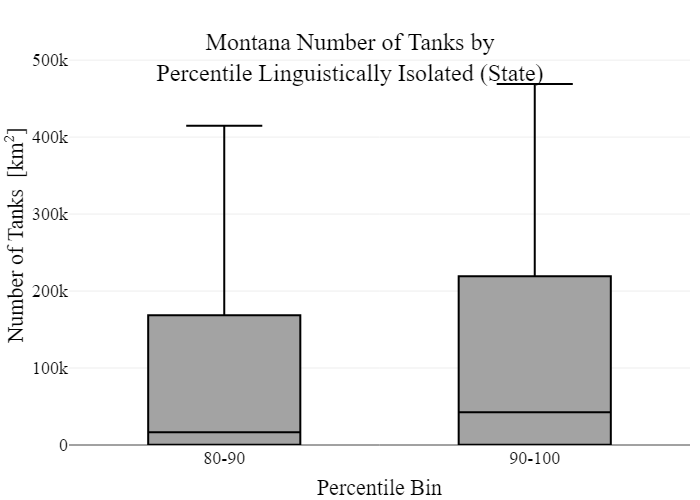 Montana Number of Tanks by
Percentile Linguistically Isolated (State)
Number of Tanks [km²]
500k
400k
300k
200k
100k
0
80-90
90-100
Percentile Bin